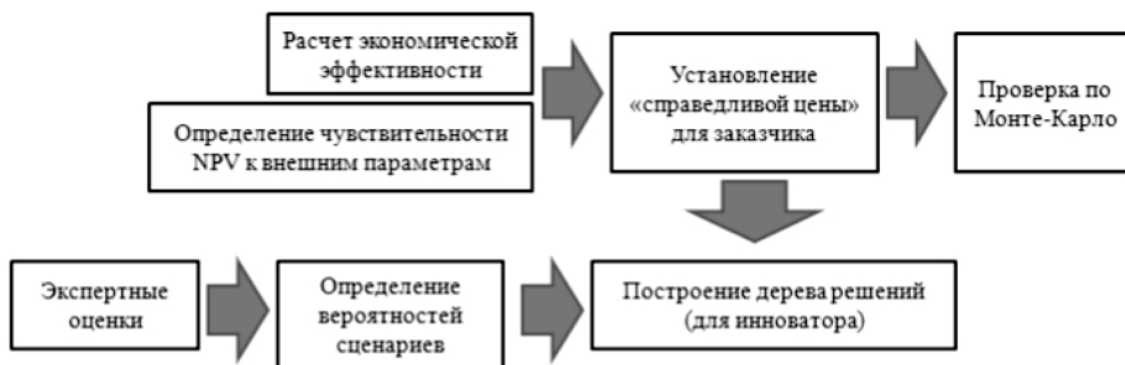 Расчет экономической
эффективности
Определение чувствительности
NPV к внешним параметрам
Установление
«справедливой цены»
для заказчика
Проверка по
Монте-Карло
Экспертные
оценки
Определение
вероятностей
сценариев
Построение дерева решений
(для инноватора)